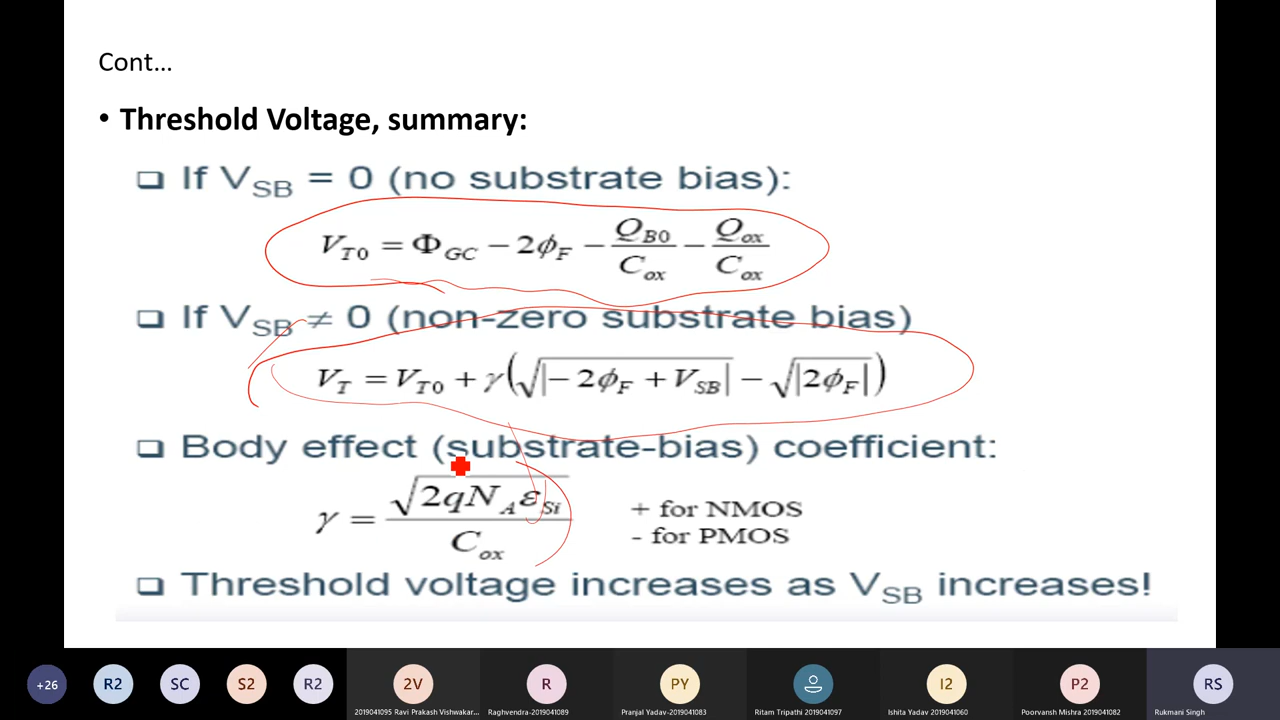 Cont...
• Threshold Voltage, summary:
❑ If V_SB = 0 (no substrate bias):
V_T0 = Φ_GC − 2ϕ_F − Q_B0/C_ox − Q_ox/C_ox
❑ If V_SB ≠ 0 (non-zero substrate bias)
V_T = V_T0 + γ(√|−2ϕ_F + V_SB| − √|2ϕ_F|)
❑ Body effect (substrate-bias) coefficient:
γ = √(2qN_Aε_Si)/C_ox
+ for NMOS
- for PMOS
❑ Threshold voltage increases as V_SB increases!
+26 R2 SC S2 R2 2V R PY I2 P2 RS
2019041095 Ravi Prakash Vishwakar... Raghvendra-2019041089 Pranjal Yadav-2019041083 Ritam Tripathi 2019041097 Ishita Yadav 2019041060 Poorvansh Mishra 2019041082 Rukmani Singh